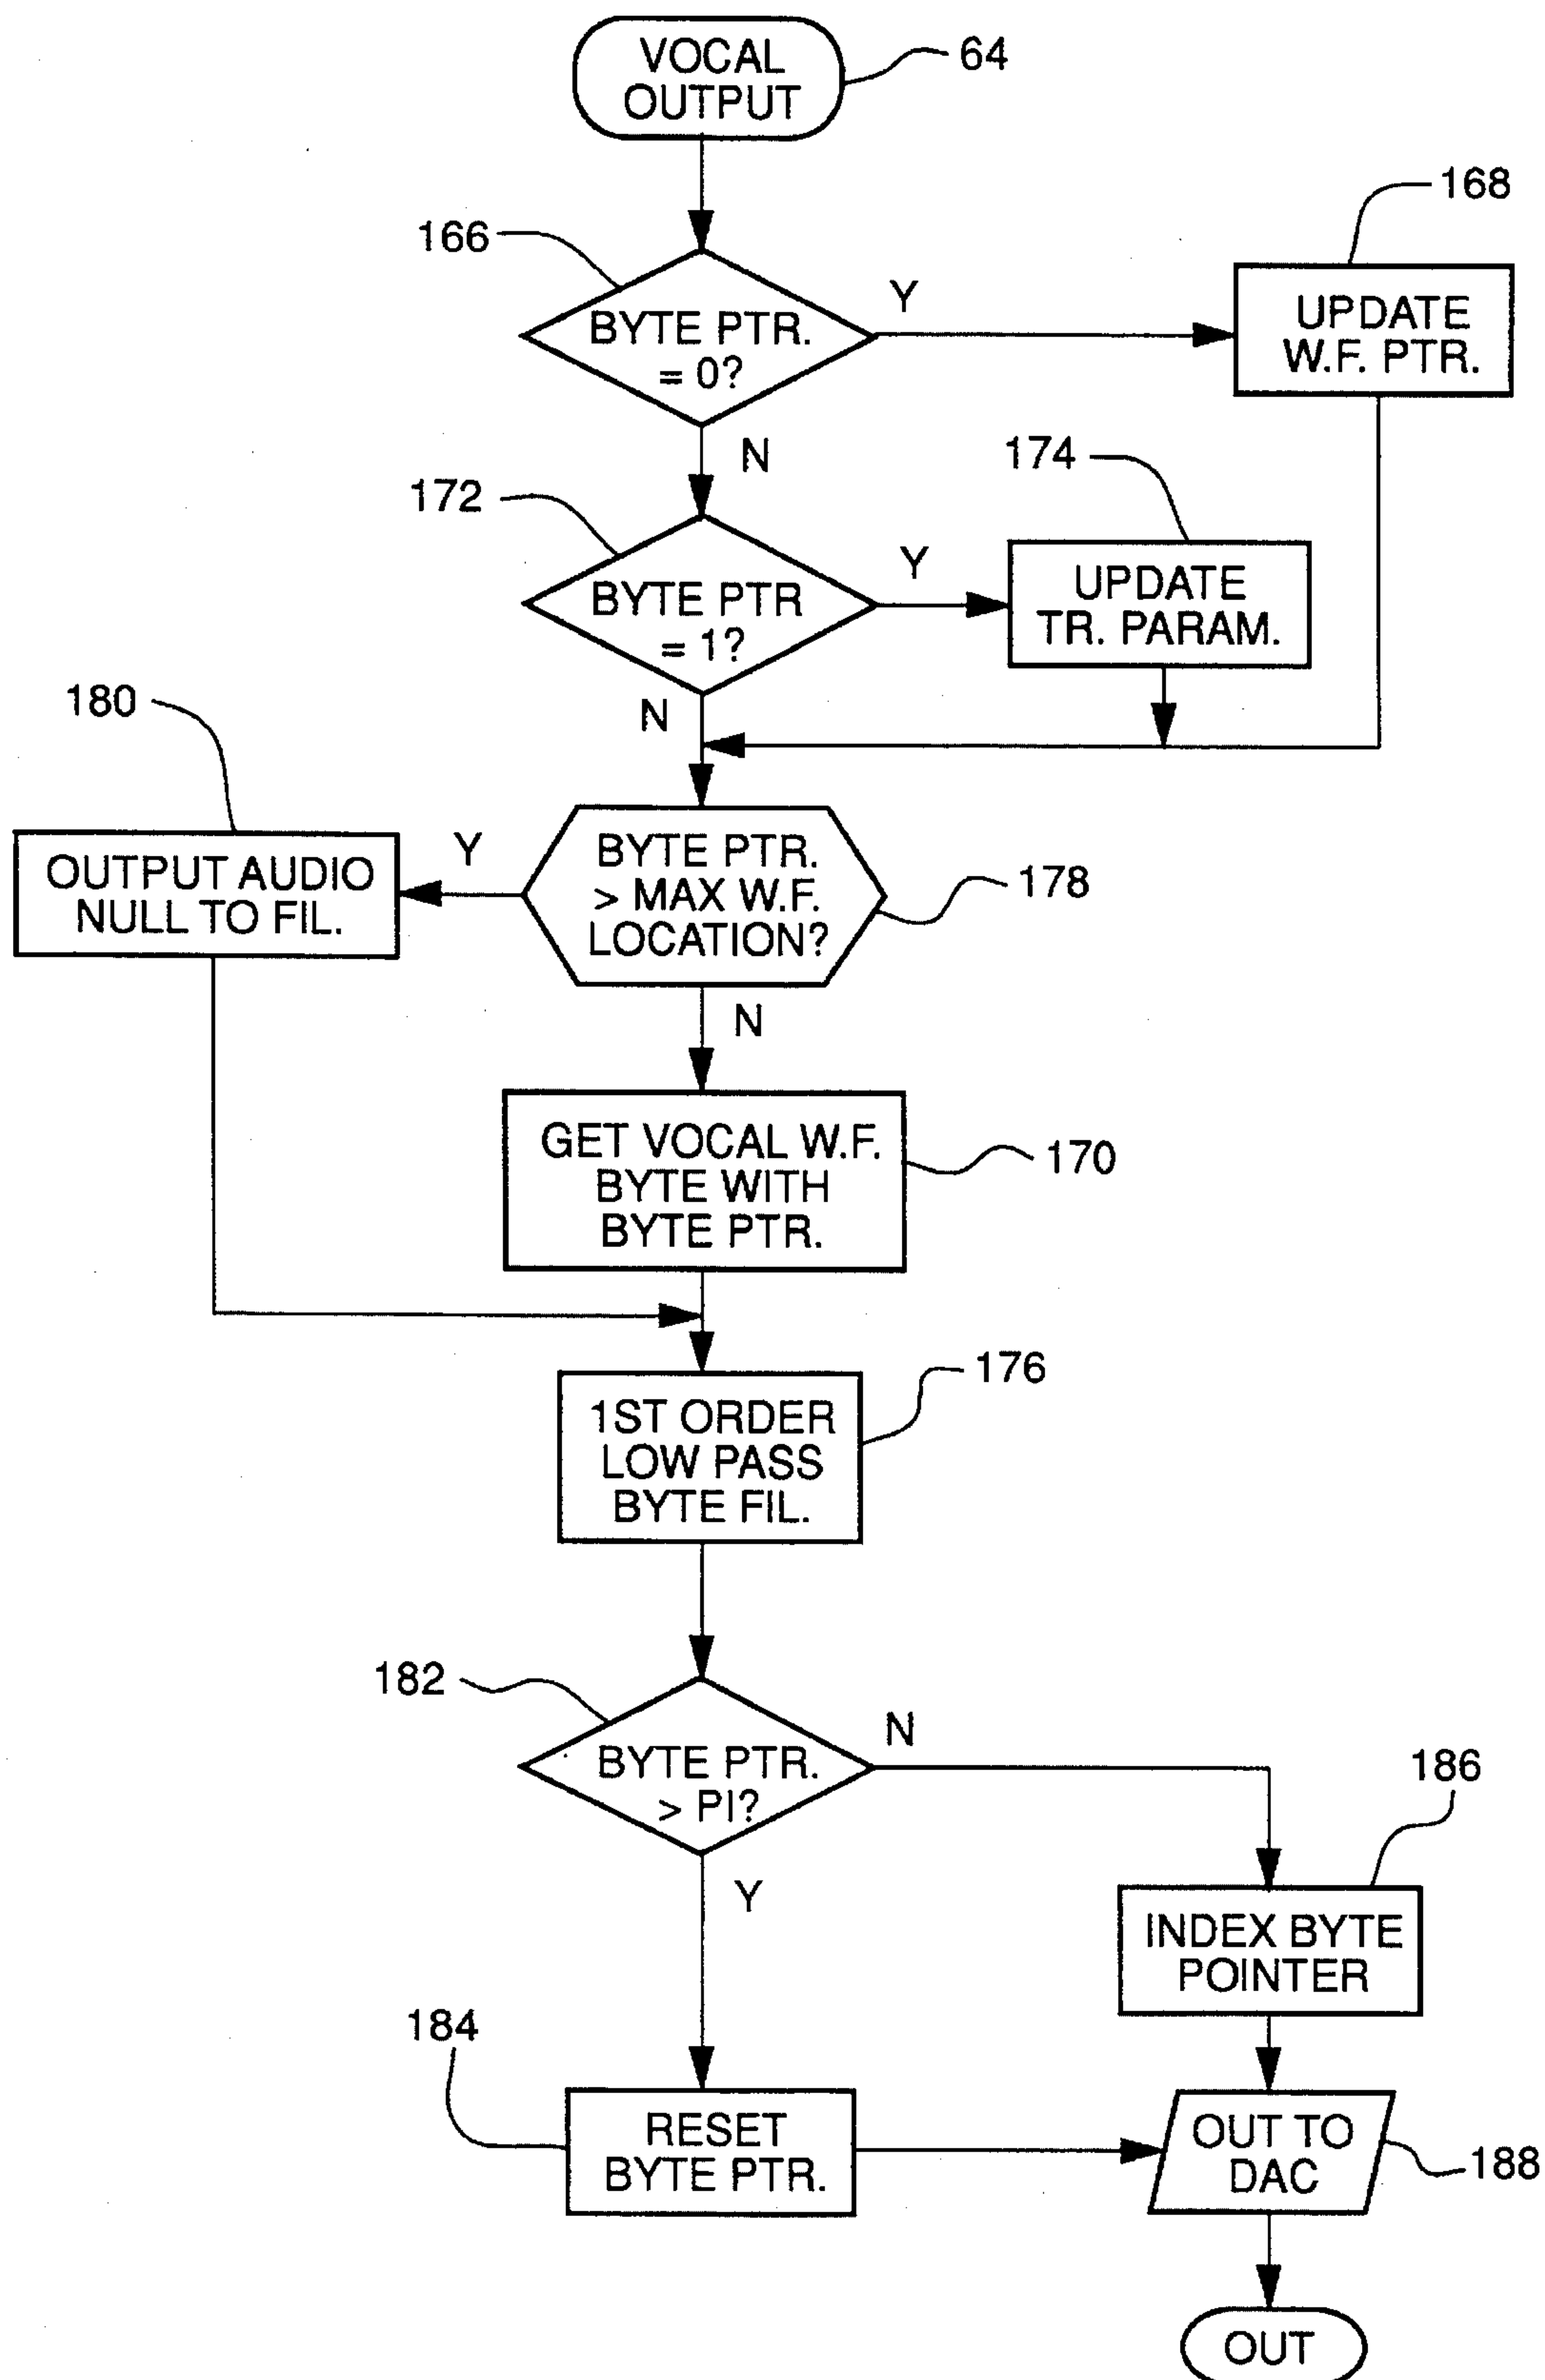 VOCAL
OUTPUT
64
166
BYTE PTR.
= 0?
Y
168
UPDATE
W.F. PTR.
N
172
BYTE PTR
= 1?
Y
174
UPDATE
TR. PARAM.
N
180
OUTPUT AUDIO
NULL TO FIL.
Y
BYTE PTR.
> MAX W.F.
LOCATION?
178
N
GET VOCAL W.F.
BYTE WITH
BYTE PTR.
170
1ST ORDER
LOW PASS
BYTE FIL.
176
182
BYTE PTR.
> PI?
N
186
INDEX BYTE
POINTER
Y
184
RESET
BYTE PTR.
OUT TO
DAC
188
OUT